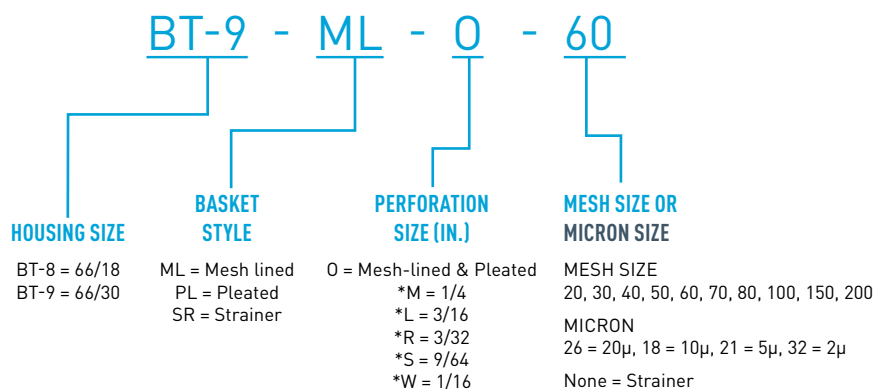 BT-9 - ML - O - 60
HOUSING SIZE
BT-8 = 66/18
BT-9 = 66/30
BASKET
STYLE
ML = Mesh lined
PL = Pleated
SR = Strainer
PERFORATION
SIZE (IN.)
O = Mesh-lined & Pleated
*M = 1/4
*L = 3/16
*R = 3/32
*S = 9/64
*W = 1/16
MESH SIZE OR
MICRON SIZE
MESH SIZE
20, 30, 40, 50, 60, 70, 80, 100, 150, 200
MICRON
26 = 20µ, 18 = 10µ, 21 = 5µ, 32 = 2µ
None = Strainer